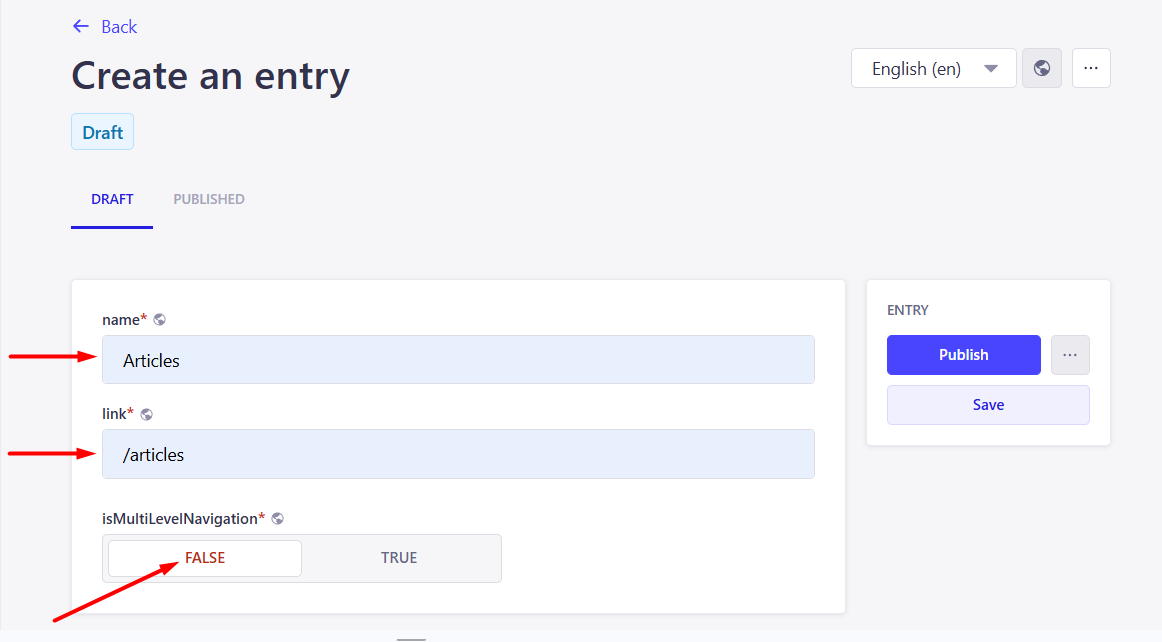 Back
Create an entry
English (en)
Draft
DRAFT PUBLISHED
name*
Articles
link*
/articles
isMultiLevelNavigation*
FALSE TRUE
ENTRY
Publish
Save